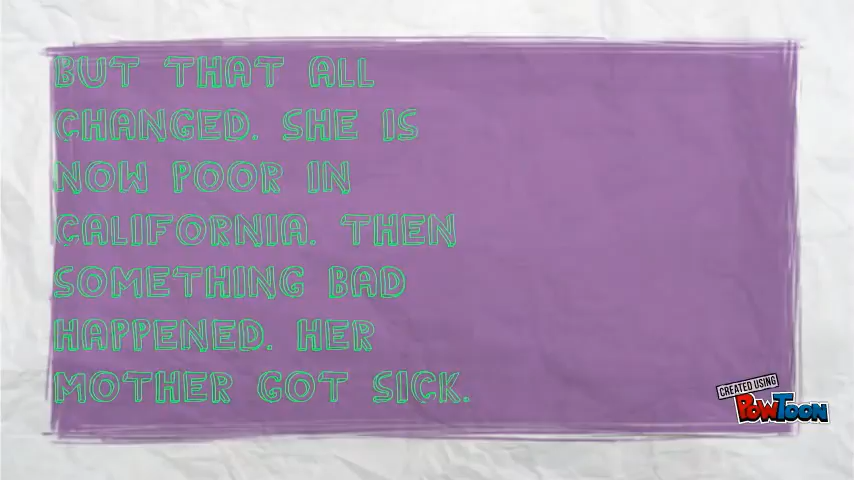 BUT THAT ALL
CHANGED. SHE IS
NOW POOR IN
CALIFORNIA. THEN
SOMETHING BAD
HAPPENED. HER
MOTHER GOT SICK.
CREATED USING
POWTOON